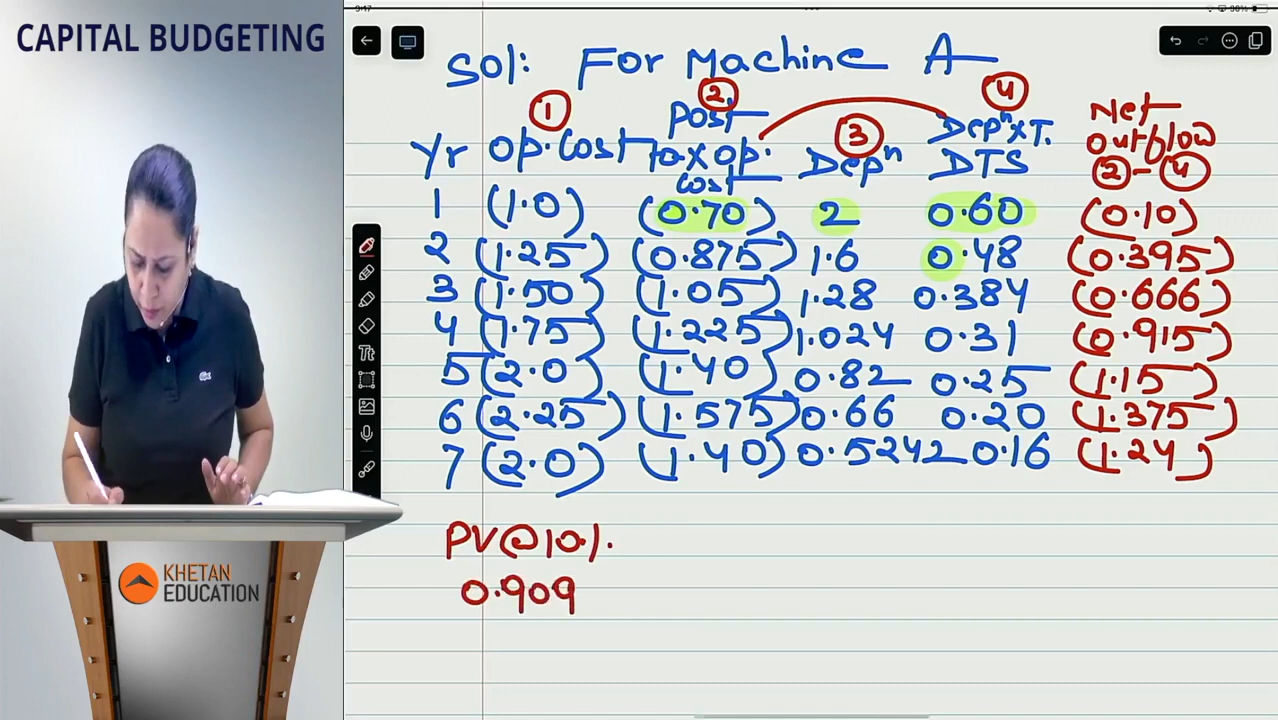 CAPITAL BUDGETING
Sol: For Machine A
Yr
① op. Cost
② Post
tax op.
Cost
③ Depⁿ
④ Depⁿ x T.
DTS
Net
outflow
② - ④
1 (1.0) (0.70) 2 0.60 (0.10)
2 (1.25) (0.875) 1.6 0.48 (0.395)
3 (1.50) (1.05) 1.28 0.384 (0.666)
4 (1.75) (1.225) 1.024 0.31 (0.915)
5 (2.0) (1.40) 0.82 0.25 (1.15)
6 (2.25) (1.575) 0.66 0.20 (1.375)
7 (2.0) (1.40) 0.5242 0.16 (1.24)
PV@10%.
0.909
Tt
KHETAN
EDUCATION